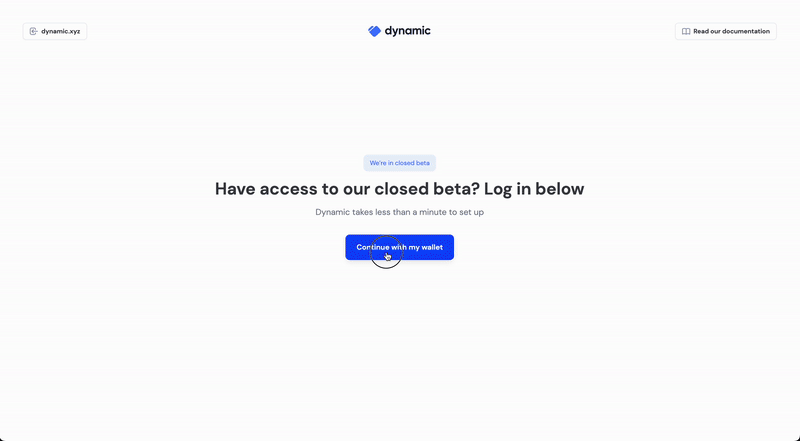 dynamic.xyz
dynamic
Read our documentation
We're in closed beta
Have access to our closed beta? Log in below
Dynamic takes less than a minute to set up
Continue with my wallet